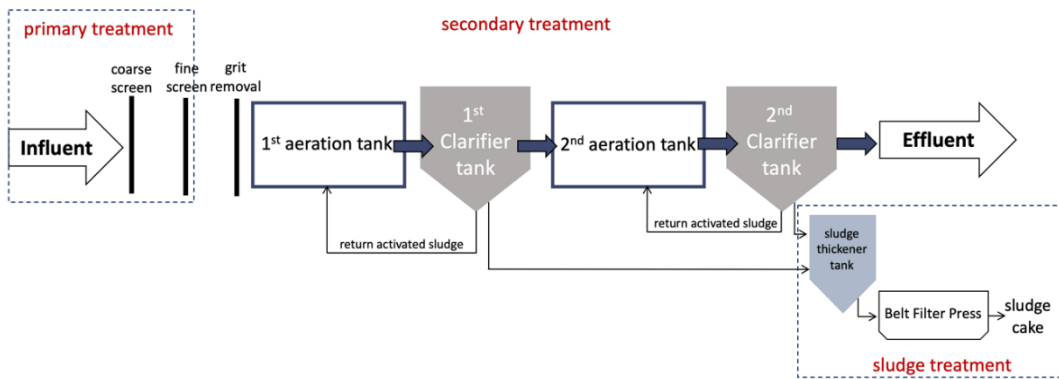 primary treatment
secondary treatment
coarse
screen
fine
screen
grit
removal
Influent
1st aeration tank
1st
Clarifier
tank
2nd aeration tank
2nd
Clarifier
tank
Effluent
return activated sludge
return activated sludge
sludge
thickener
tank
Belt Filter Press
sludge
cake
sludge treatment